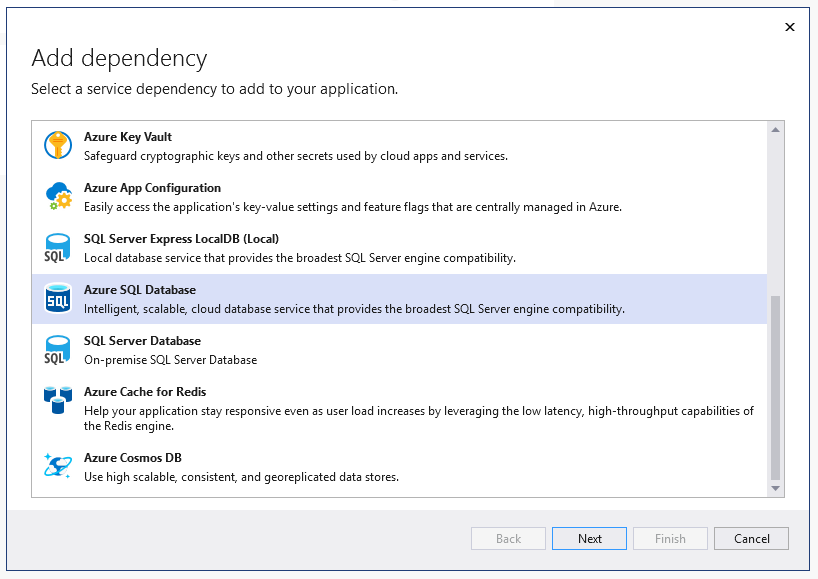 Add dependency
Select a service dependency to add to your application.
Azure Key Vault
Safeguard cryptographic keys and other secrets used by cloud apps and services.
Azure App Configuration
Easily access the application's key-value settings and feature flags that are centrally managed in Azure.
SQL
SQL Server Express LocalDB (Local)
Local database service that provides the broadest SQL Server engine compatibility.
SQL
Azure SQL Database
Intelligent, scalable, cloud database service that provides the broadest SQL Server engine compatibility.
SQL
SQL Server Database
On-premise SQL Server Database
Azure Cache for Redis
Help your application stay responsive even as user load increases by leveraging the low latency, high-throughput capabilities of
the Redis engine.
Azure Cosmos DB
Use high scalable, consistent, and georeplicated data stores.
Back
Next
Finish
Cancel